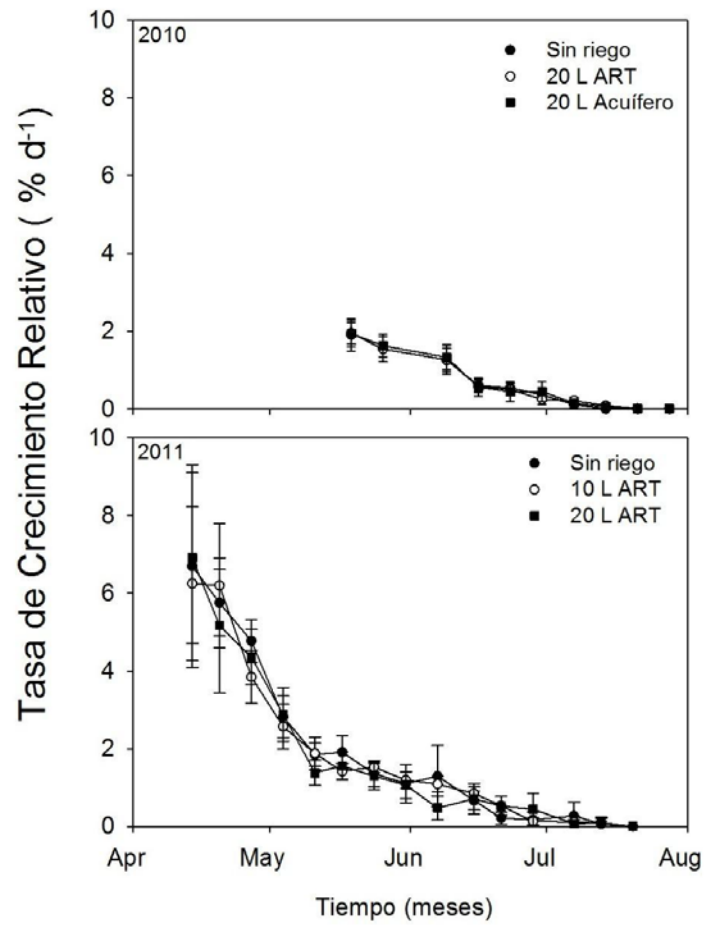 10
2010
Sin riego
20 L ART
20 L Acuífero
8
6
4
2
0
Tasa de Crecimiento Relativo ( % d-1)
10
2011
Sin riego
10 L ART
20 L ART
8
6
4
2
0
Apr May Jun Jul Aug
Tiempo (meses)